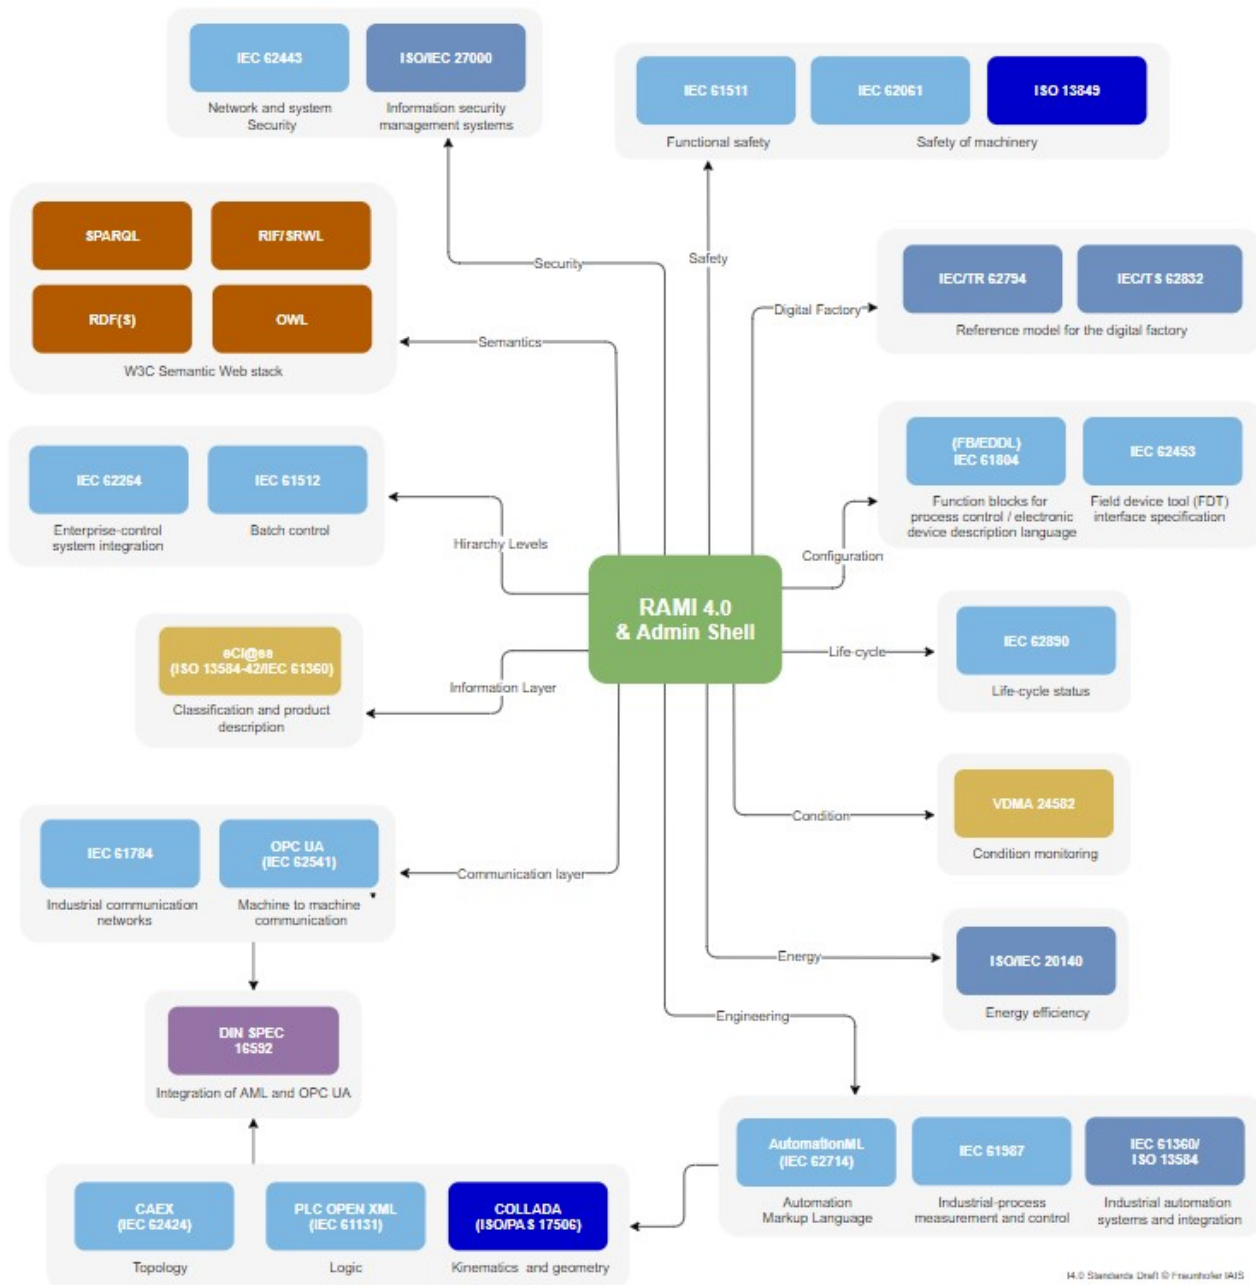 IEC 62443
ISO/IEC 27000
Network and system
Security
Information security
management systems
IEC 61511
IEC 62061
ISO 13849
Functional safety
Safety of machinery
SPARQL
RIF/SRWL
RDF(S)
OWL
W3C Semantic Web stack
Security
Safety
Semantics
Digital Factory
IEC/TR 62794
IEC/TS 62832
Reference model for the digital factory
IEC 62264
IEC 61512
Enterprise-control
system integration
Batch control
Hirarchy Levels
(FB/EDDL)
IEC 61804
IEC 62453
Function blocks for
process control / electronic
device description language
Field device tool (FDT)
interface specification
Configuration
RAMI 4.0
& Admin Shell
eCl@ss
(ISO 13584-42/IEC 61360)
Classification and product
description
Information Layer
Life-cycle
IEC 62890
Life-cycle status
Condition
VDMA 24582
Condition monitoring
IEC 61784
OPC UA
(IEC 62541)
Industrial communication
networks
Machine to machine
communication
Communication layer
Energy
ISO/IEC 20140
Energy efficiency
Engineering
DIN SPEC
16592
Integration of AML and OPC UA
AutomationML
(IEC 62714)
IEC 61987
IEC 61360/
ISO 13584
Automation
Markup Language
Industrial-process
measurement and control
Industrial automation
systems and integration
CAEX
(IEC 62424)
PLC OPEN XML
(IEC 61131)
COLLADA
(ISO/PAS 17506)
Topology
Logic
Kinematics and geometry
I4.0 Standards Draft © Fraunhofer IAIS